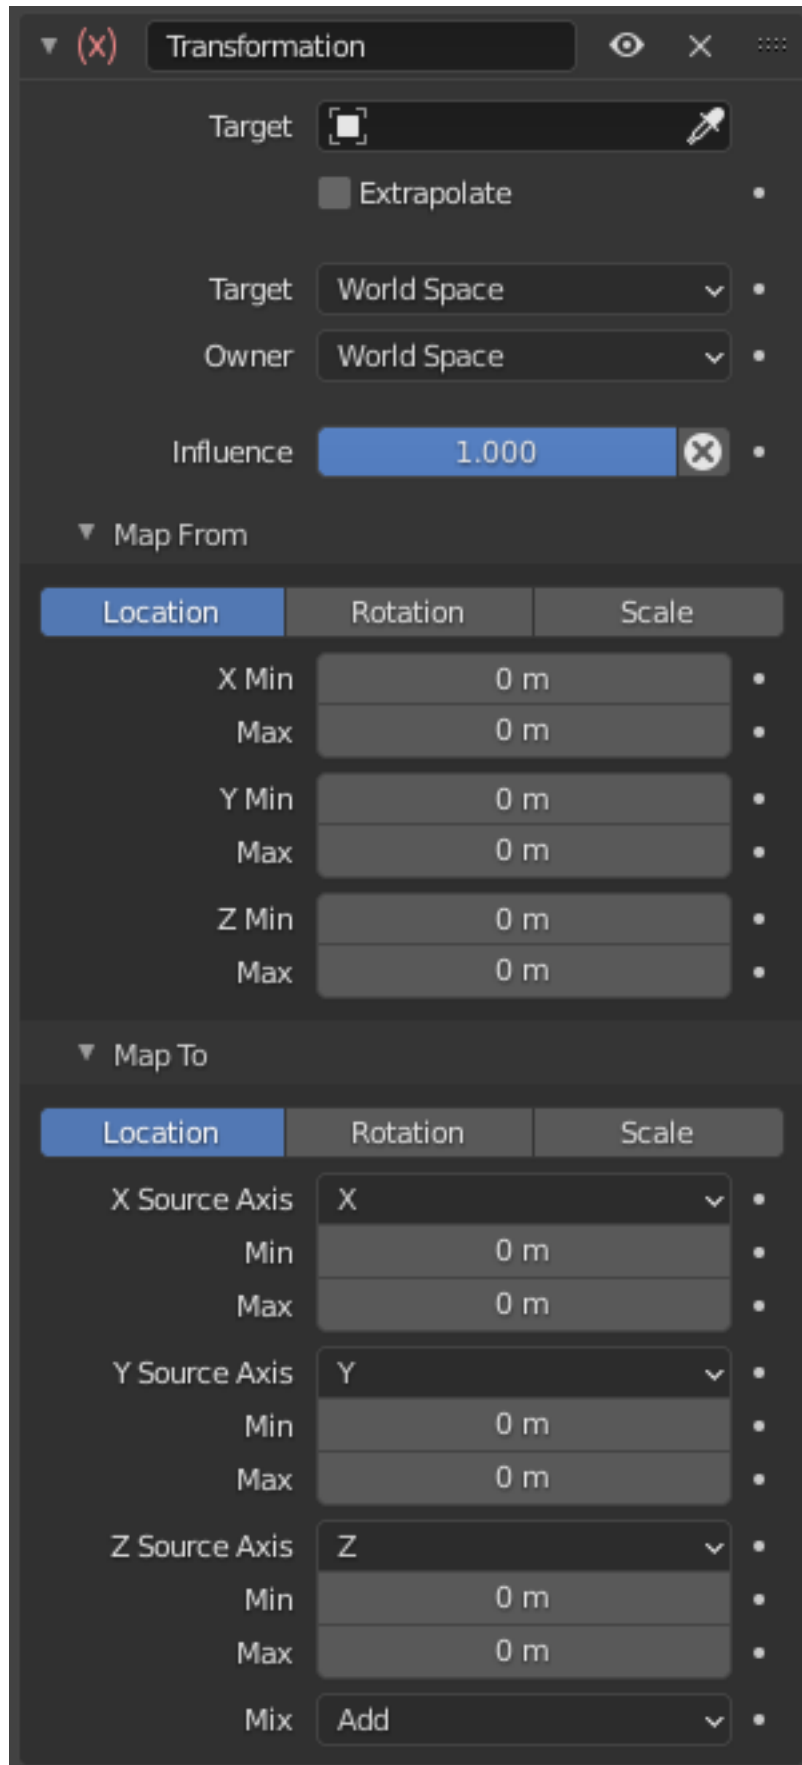 (x) Transformation
Target
Extrapolate
Target World Space
Owner World Space
Influence 1.000
Map From
Location Rotation Scale
X Min 0 m
Max 0 m
Y Min 0 m
Max 0 m
Z Min 0 m
Max 0 m
Map To
Location Rotation Scale
X Source Axis X
Min 0 m
Max 0 m
Y Source Axis Y
Min 0 m
Max 0 m
Z Source Axis Z
Min 0 m
Max 0 m
Mix Add